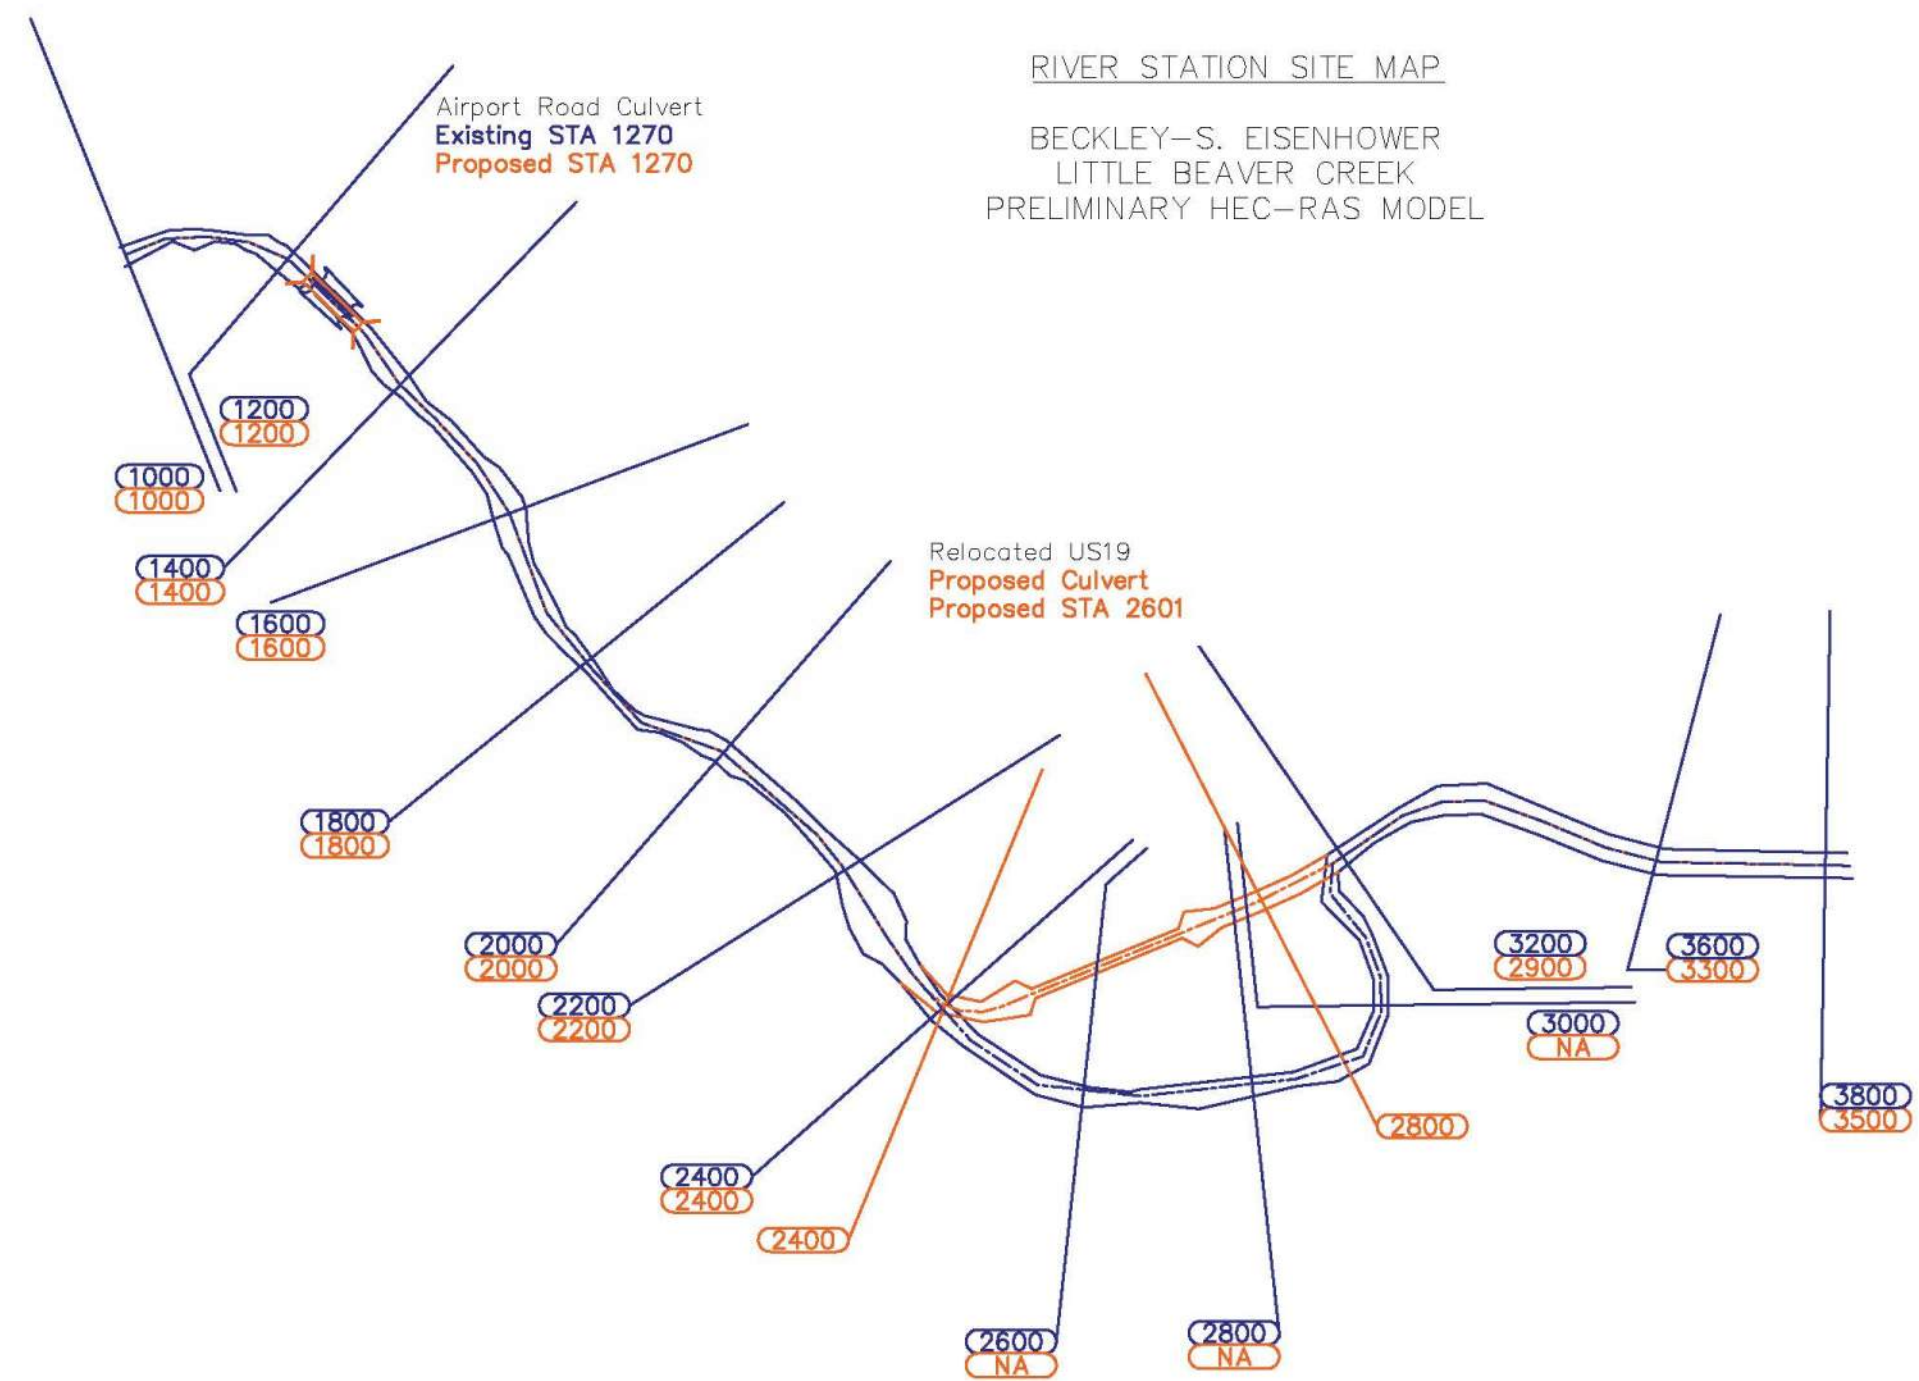 RIVER STATION SITE MAP
BECKLEY-S. EISENHOWER
LITTLE BEAVER CREEK
PRELIMINARY HEC-RAS MODEL
Airport Road Culvert
Existing STA 1270
Proposed STA 1270
1200
1200
1000
1000
1400
1400
1600
1600
Relocated US19
Proposed Culvert
Proposed STA 2601
1800
1800
2000
2000
2200
2200
3200
2900
3600
3300
3000
NA
3800
3500
2800
2400
2400
2400
2600
NA
2800
NA